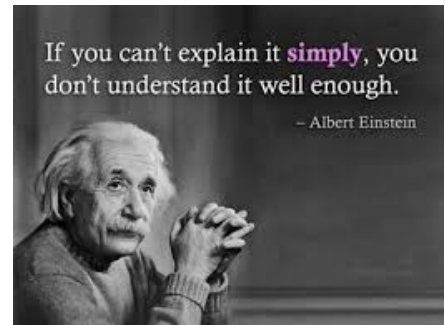 If you can't explain it simply, you
don't understand it well enough.
– Albert Einstein